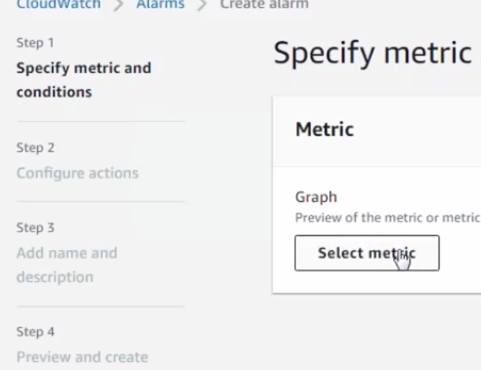 CloudWatch > Alarms > Create alarm
Step 1
Specify metric and
conditions
Step 2
Configure actions
Step 3
Add name and
description
Step 4
Preview and create
Specify metric
Metric
Graph
Preview of the metric or metric
Select metric